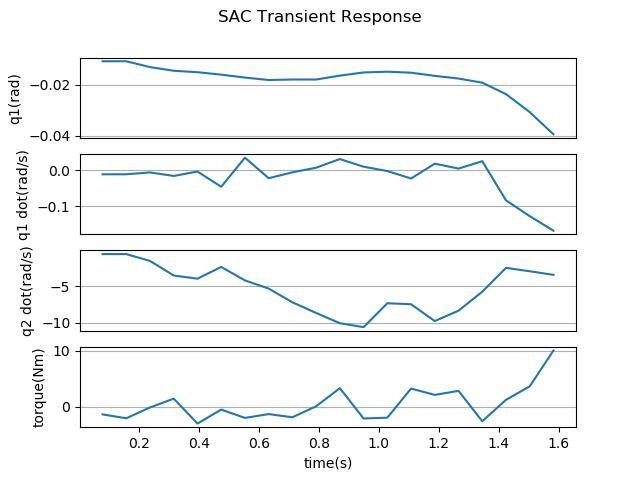 SAC Transient Response
q1(rad)
−0.02
−0.04
q1 dot(rad/s)
0.0
−0.1
q2 dot(rad/s)
−5
−10
torque(Nm)
10
0
0.2 0.4 0.6 0.8 1.0 1.2 1.4 1.6
time(s)